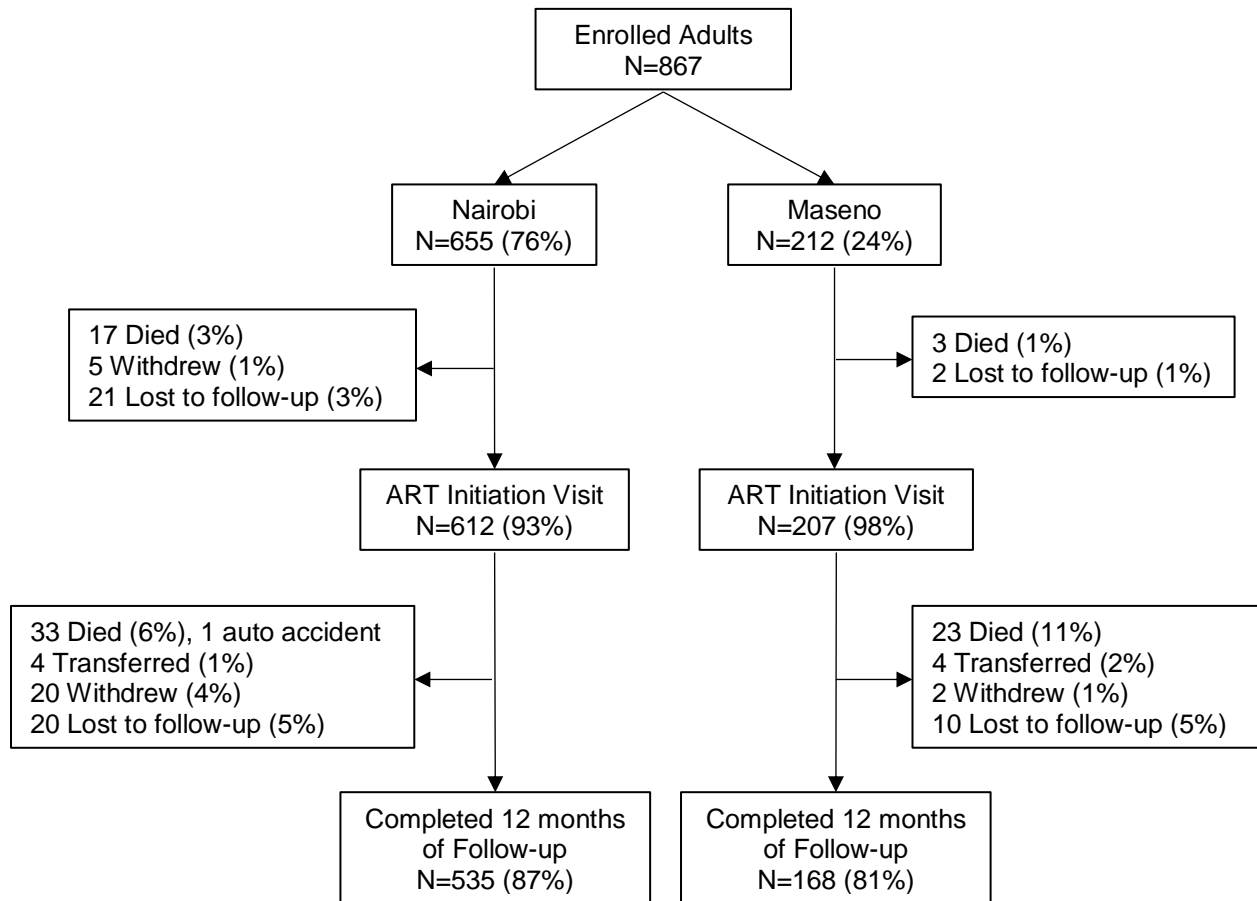 Enrolled Adults
N=867
Nairobi
N=655 (76%)
Maseno
N=212 (24%)
17 Died (3%)
5 Withdrew (1%)
21 Lost to follow-up (3%)
3 Died (1%)
2 Lost to follow-up (1%)
ART Initiation Visit
N=612 (93%)
ART Initiation Visit
N=207 (98%)
33 Died (6%), 1 auto accident
4 Transferred (1%)
20 Withdrew (4%)
20 Lost to follow-up (5%)
23 Died (11%)
4 Transferred (2%)
2 Withdrew (1%)
10 Lost to follow-up (5%)
Completed 12 months
of Follow-up
N=535 (87%)
Completed 12 months
of Follow-up
N=168 (81%)